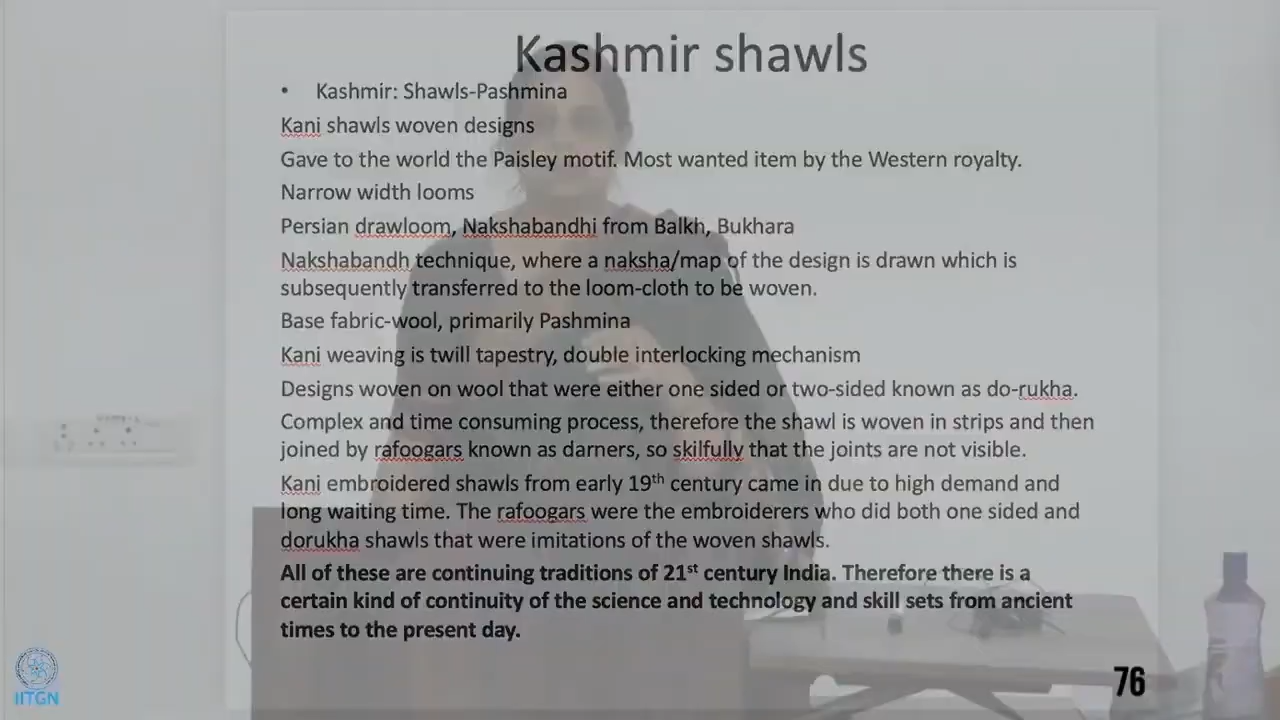 Kashmir shawls
• Kashmir: Shawls-Pashmina
Kani shawls woven designs
Gave to the world the Paisley motif. Most wanted item by the Western royalty.
Narrow width looms
Persian drawloom, Nakshabandhi from Balkh, Bukhara
Nakshabandh technique, where a naksha/map of the design is drawn which is
subsequently transferred to the loom-cloth to be woven.
Base fabric-wool, primarily Pashmina
Kani weaving is twill tapestry, double interlocking mechanism
Designs woven on wool that were either one sided or two-sided known as do-rukha.
Complex and time consuming process, therefore the shawl is woven in strips and then
joined by rafoogars known as darners, so skilfully that the joints are not visible.
Kani embroidered shawls from early 19th century came in due to high demand and
long waiting time. The rafoogars were the embroiderers who did both one sided and
dorukha shawls that were imitations of the woven shawls.
All of these are continuing traditions of 21st century India. Therefore there is a
certain kind of continuity of the science and technology and skill sets from ancient
times to the present day.
76
IITGN